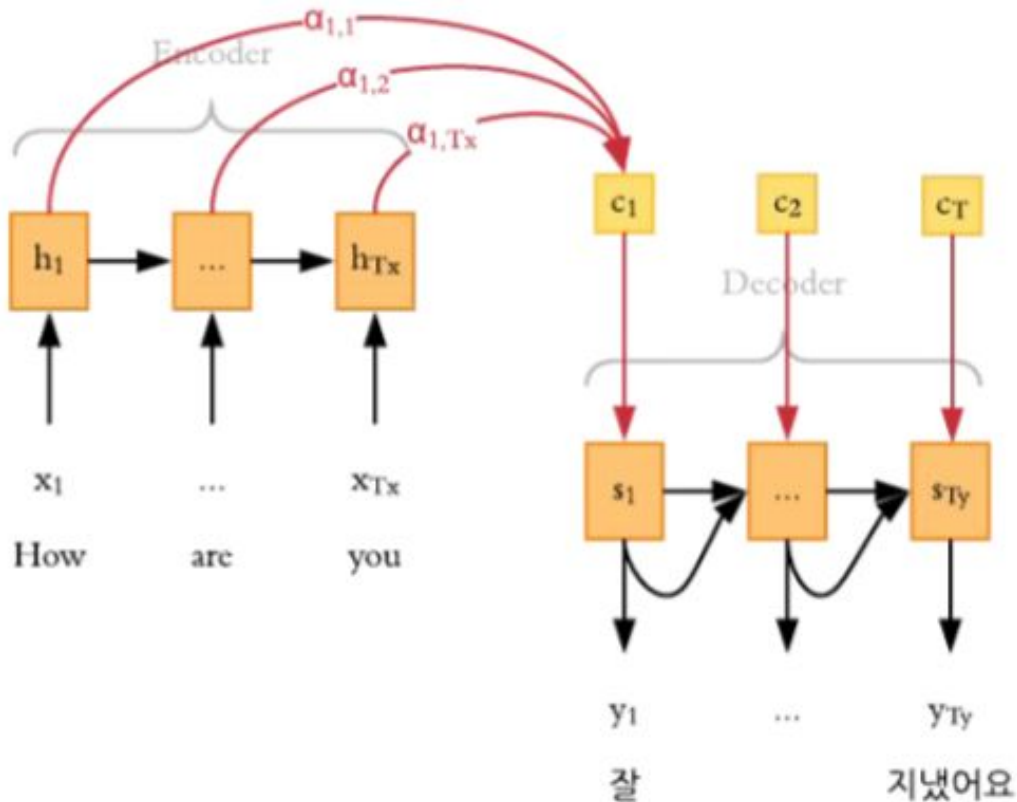 α1,1
Encoder
α1,2
α1,Tx
c1 c2 cT
h1 ... hTx
Decoder
x1 ... xTx
s1 ... sTy
How are you
y1 ... yTy
잘 지냈어요